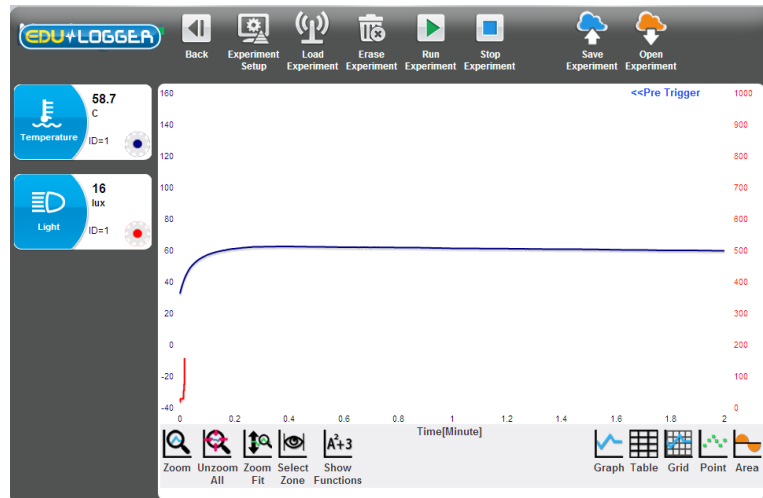 EDU LOGGER
Back
Experiment Setup
Load Experiment
Erase Experiment
Run Experiment
Stop Experiment
Save Experiment
Open Experiment
Temperature
58.7
C
ID=1
Light
16
lux
ID=1
<<Pre Trigger
160
140
120
100
80
60
40
20
0
-20
-40
1000
900
800
700
600
500
400
300
200
100
0
0 0.2 0.4 0.6 0.8 1 1.2 1.4 1.6 1.8 2
Time[Minute]
A²+3
Zoom
Unzoom All
Zoom Fit
Select Zone
Show Functions
Graph
Table
Grid
Point
Area